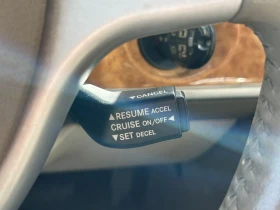 ▼CANCEL
▲RESUME ACCEL
CRUISE ON/OFF◀
▼SET DECEL